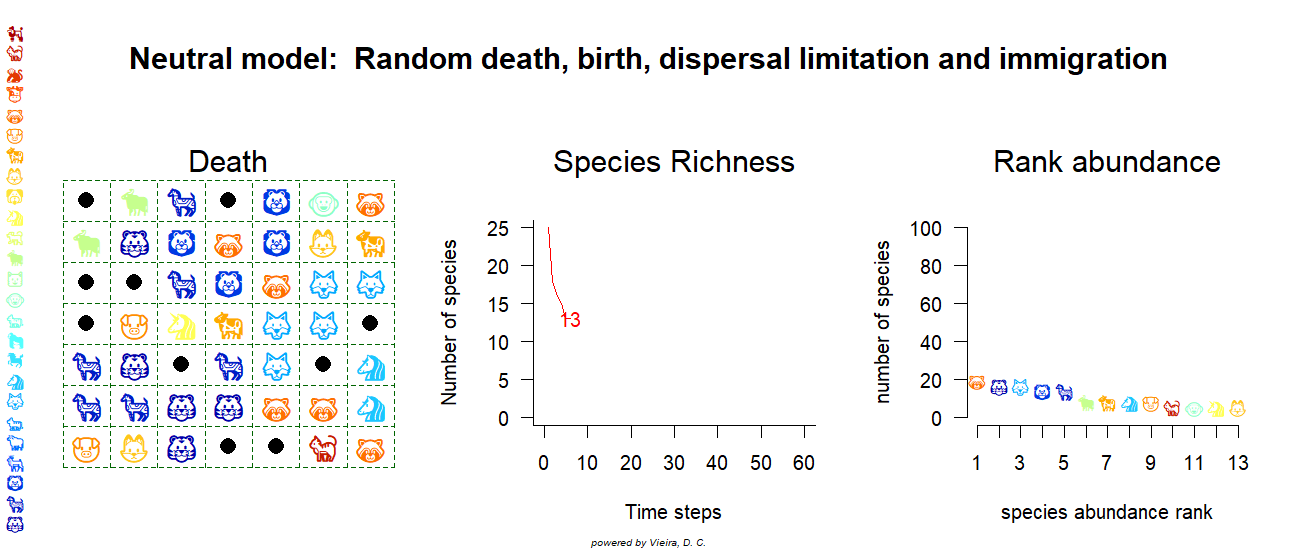 Neutral model:  Random death, birth, dispersal limitation and immigration
Death
Species Richness
Number of species
25
20
15
10
5
0
13
0 10 20 30 40 50 60
Time steps
Rank abundance
number of species
100
80
60
40
20
0
1 3 5 7 9 11 13
species abundance rank
powered by Vieira, D. C.